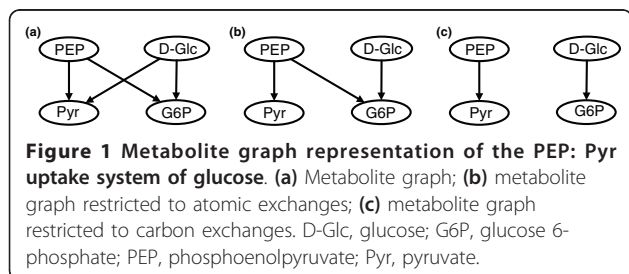 (a) (b) (c)
PEP D-Glc PEP D-Glc PEP D-Glc
Pyr G6P Pyr G6P Pyr G6P
Figure 1 Metabolite graph representation of the PEP: Pyr
uptake system of glucose. (a) Metabolite graph; (b) metabolite
graph restricted to atomic exchanges; (c) metabolite graph
restricted to carbon exchanges. D-Glc, glucose; G6P, glucose 6-
phosphate; PEP, phosphoenolpyruvate; Pyr, pyruvate.